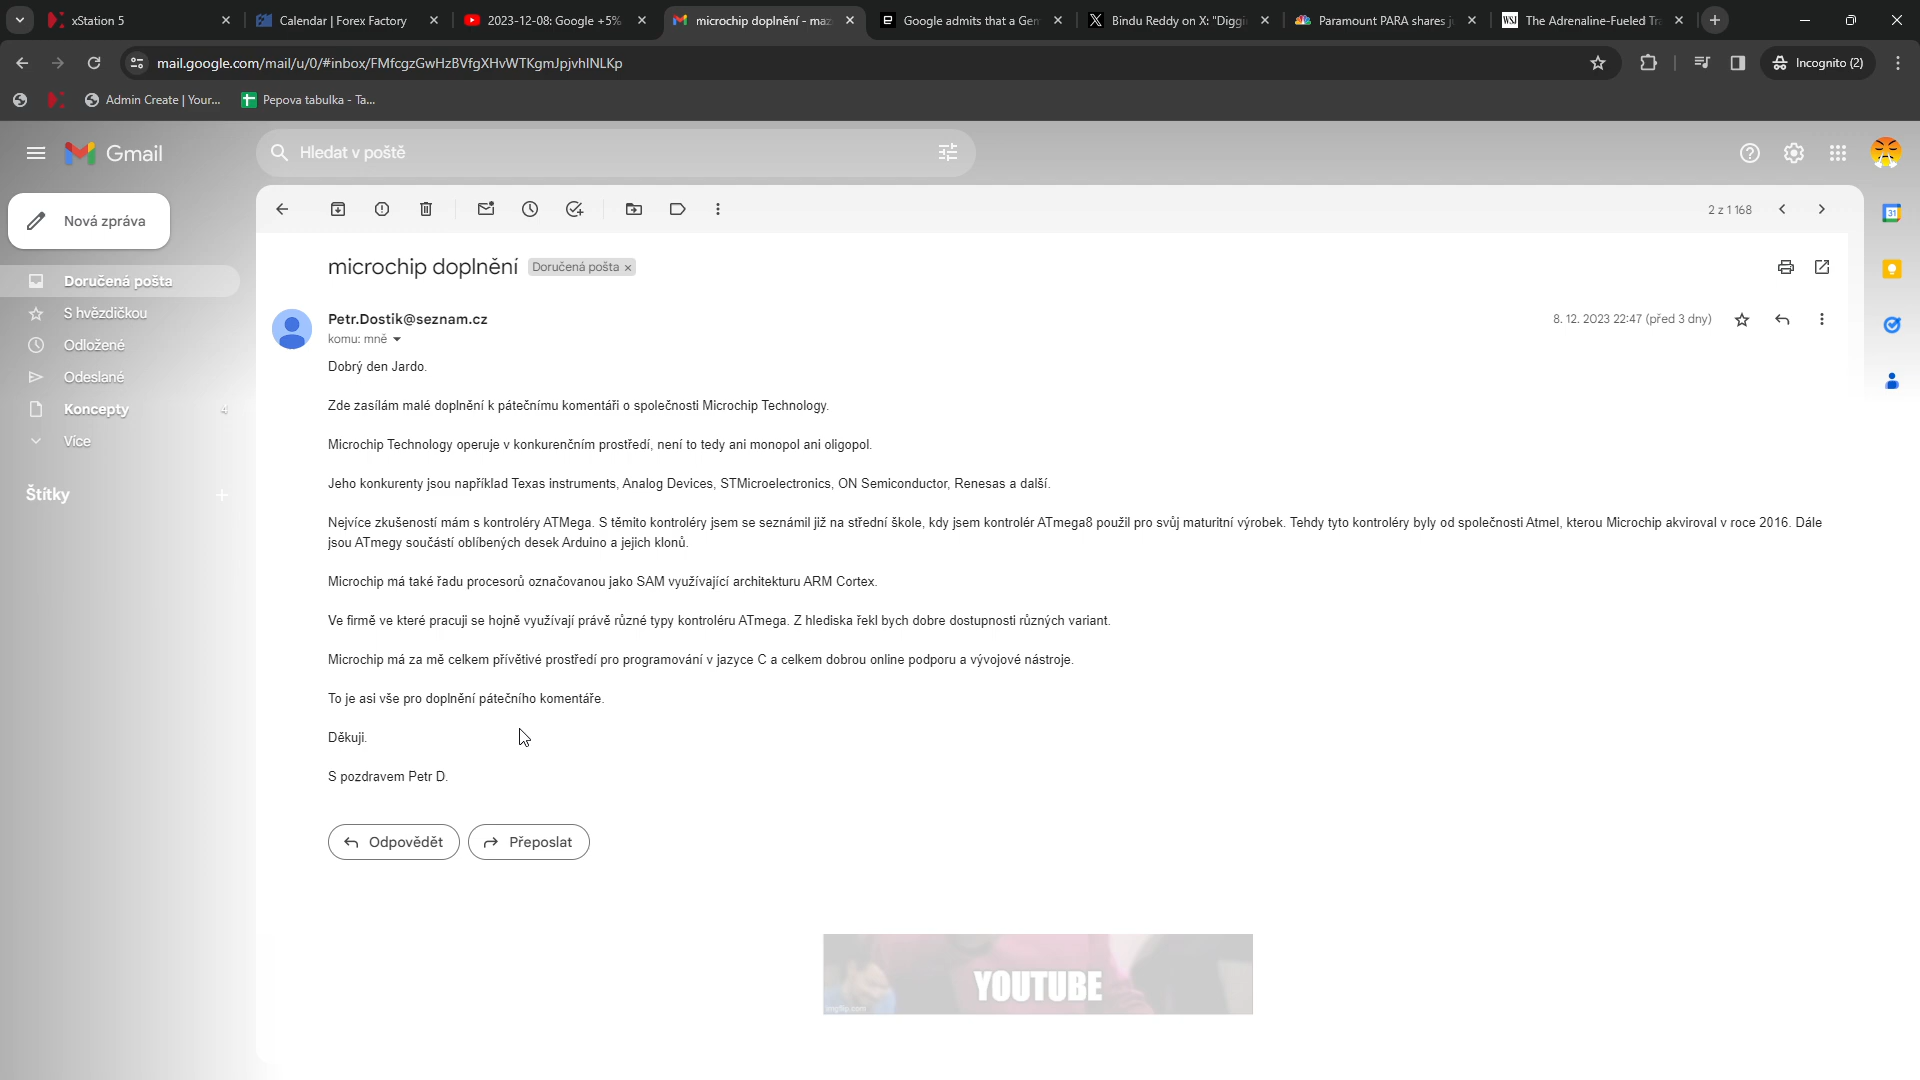 xStation 5
Calendar | Forex Factory
2023-12-08: Google +5%
microchip doplnění - maz
Google admits that a Gem
Bindu Reddy on X: "Diggi
Paramount PARA shares j
WSJ
The Adrenaline-Fueled Tr
mail.google.com/mail/u/0/#inbox/FMfcgzGwHzBVfgXHvWTKgmJpjvhlNLKp
Incognito (2)
Admin Create | Your...
Pepova tabulka - Ta...
Gmail
Hledat v poště
Nová zpráva
2 z 1 168
31
Doručená pošta
S hvězdičkou
Odložené
Odeslané
Koncepty
4
Více
Štítky
microchip doplnění
Doručená pošta x
Petr.Dostik@seznam.cz
8. 12. 2023 22:47 (před 3 dny)
komu: mně
Dobrý den Jardo.
Zde zasílám malé doplnění k pátečnímu komentáři o společnosti Microchip Technology.
Microchip Technology operuje v konkurenčním prostředí, není to tedy ani monopol ani oligopol.
Jeho konkurenty jsou například Texas instruments, Analog Devices, STMicroelectronics, ON Semiconductor, Renesas a další.
Nejvíce zkušeností mám s kontroléry ATMega. S těmito kontroléry jsem se seznámil již na střední škole, kdy jsem kontrolér ATmega8 použil pro svůj maturitní výrobek. Tehdy tyto kontroléry byly od společnosti Atmel, kterou Microchip akviroval v roce 2016. Dále
jsou ATmegy součástí oblíbených desek Arduino a jejich klonů.
Microchip má také řadu procesorů označovanou jako SAM využívající architekturu ARM Cortex.
Ve firmě ve které pracuji se hojně využívají právě různé typy kontroléru ATmega. Z hlediska řekl bych dobre dostupnosti různých variant.
Microchip má za mě celkem přívětivé prostředí pro programování v jazyce C a celkem dobrou online podporu a vývojové nástroje.
To je asi vše pro doplnění pátečního komentáře.
Děkuji.
S pozdravem Petr D.
Odpovědět
Přeposlat
YOUTUBE
imgflip.com